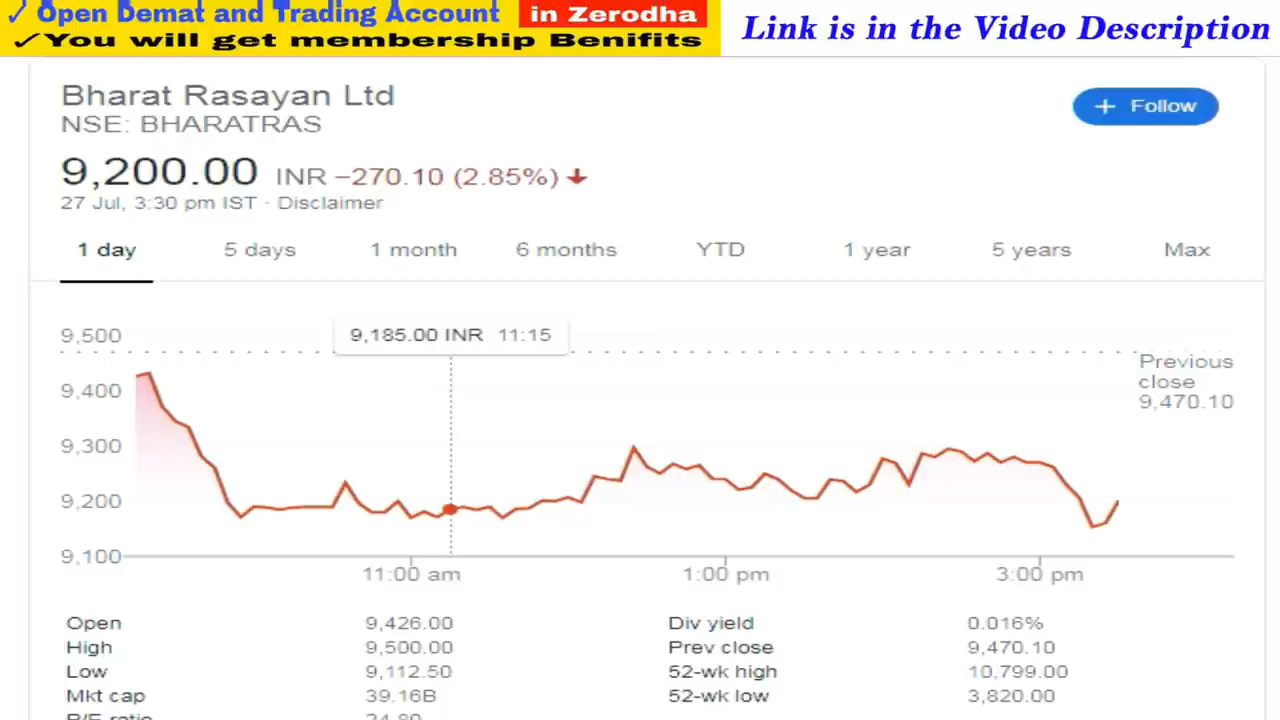 ✓ Open Demat and Trading Account in Zerodha
✓You will get membership Benifits
Link is in the Video Description
Bharat Rasayan Ltd
NSE: BHARATRAS
+ Follow
9,200.00 INR −270.10 (2.85%) ↓
27 Jul, 3:30 pm IST · Disclaimer
1 day 5 days 1 month 6 months YTD 1 year 5 years Max
9,185.00 INR 11:15
9,500
9,400
9,300
9,200
9,100
Previous
close
9,470.10
11:00 am 1:00 pm 3:00 pm
Open 9,426.00 Div yield 0.016%
High 9,500.00 Prev close 9,470.10
Low 9,112.50 52-wk high 10,799.00
Mkt cap 39.16B 52-wk low 3,820.00
P/E ratio 24.80